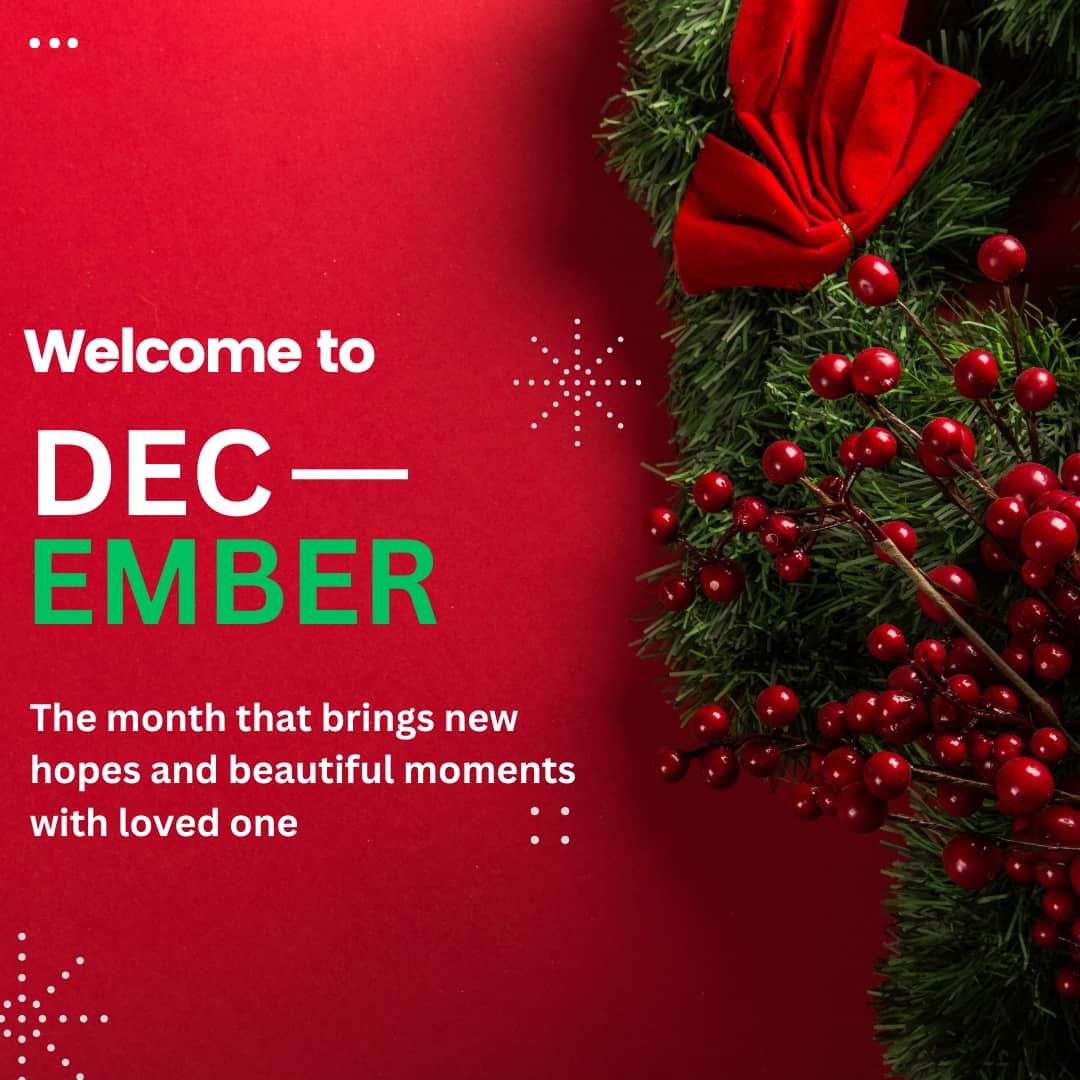 Welcome to
DEC—
EMBER
The month that brings new
hopes and beautiful moments
with loved one